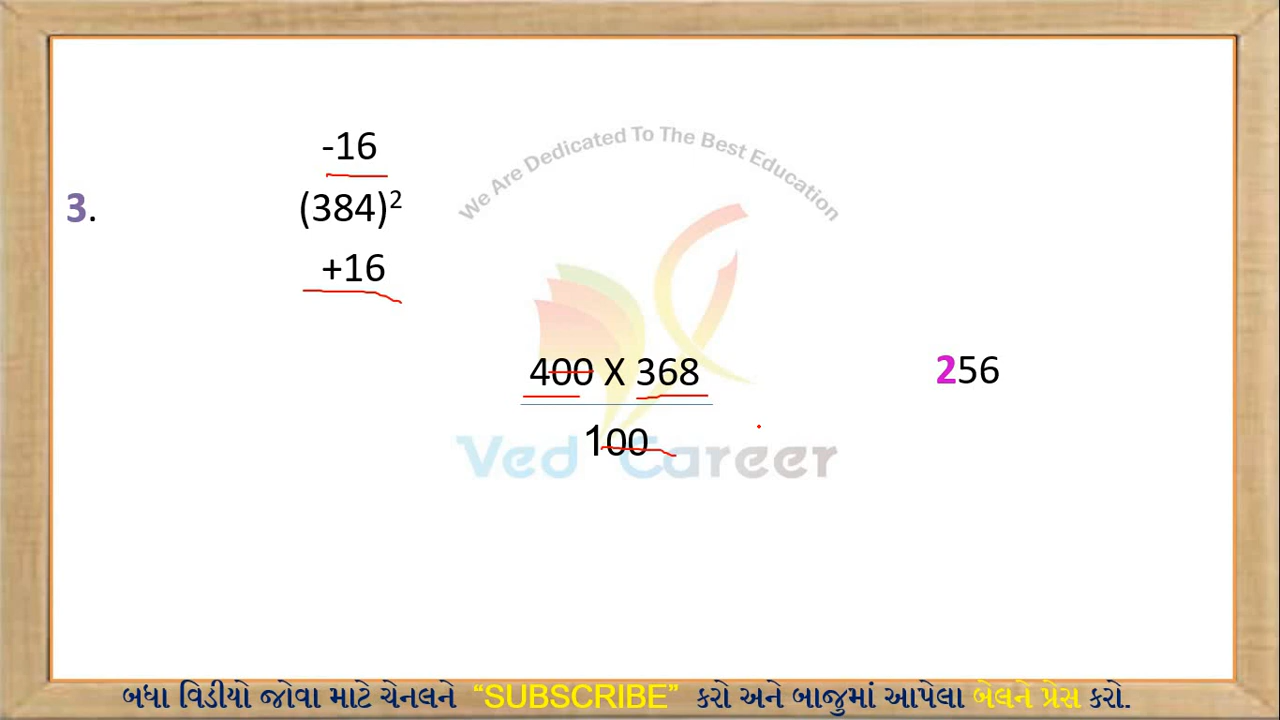 We Are Dedicated To The Best Education
-16
3. (384)²
+16
400 X 368
256
100
Ved Career
બધા વિડીયો જોવા માટે ચેનલને “SUBSCRIBE” કરો અને બાજુમાં આપેલા બેલને પ્રેસ કરો.